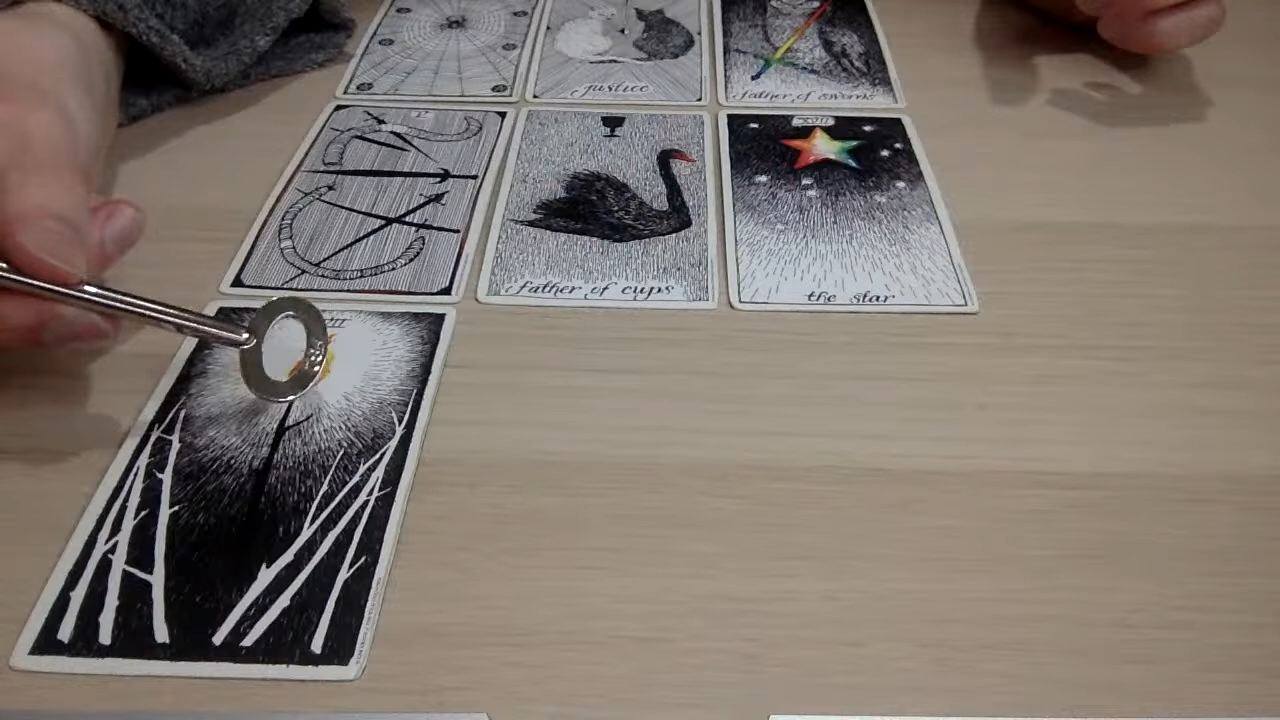 justice
father of swords
V
XVII
father of cups
the star